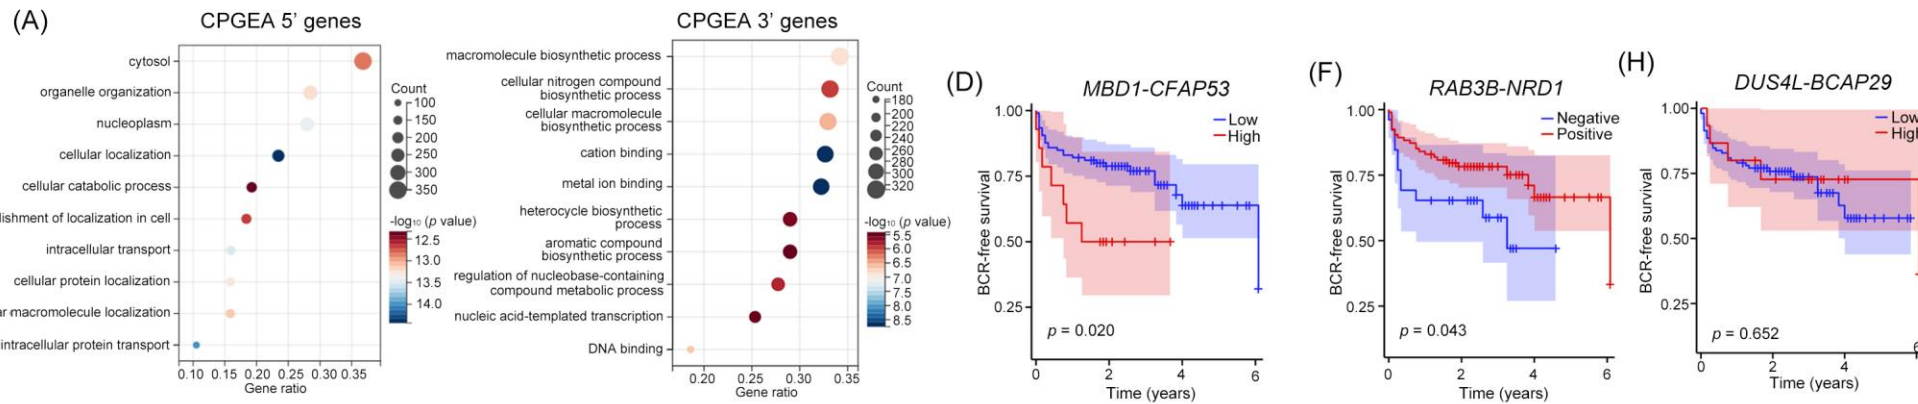 (A)
CPGEA 5' genes
cytosol
organelle organization
nucleoplasm
cellular localization
cellular catabolic process
lishment of localization in cell
intracellular transport
cellular protein localization
ar macromolecule localization
intracellular protein transport
0.10 0.15 0.20 0.25 0.30 0.35
Gene ratio
Count
100
150
200
250
300
350
-log₁₀ (p value)
12.5
13.0
13.5
14.0
CPGEA 3' genes
macromolecule biosynthetic process
cellular nitrogen compound
biosynthetic process
cellular macromolecule
biosynthetic process
cation binding
metal ion binding
heterocycle biosynthetic
process
aromatic compound
biosynthetic process
regulation of nucleobase-containing
compound metabolic process
nucleic acid-templated transcription
DNA binding
0.20 0.25 0.30 0.35
Gene ratio
Count
180
200
220
240
260
280
300
320
-log₁₀ (p value)
5.5
6.0
6.5
7.0
7.5
8.0
8.5
(D)
MBD1-CFAP53
Low
High
BCR-free survival
1.00
0.75
0.50
0.25
p = 0.020
0 2 4 6
Time (years)
(F)
RAB3B-NRD1
Negative
Positive
BCR-free survival
1.00
0.75
0.50
0.25
p = 0.043
0 2 4 6
Time (years)
(H)
DUS4L-BCAP29
Low
High
BCR-free survival
1.00
0.75
0.50
0.25
p = 0.652
0 2 4 6
Time (years)